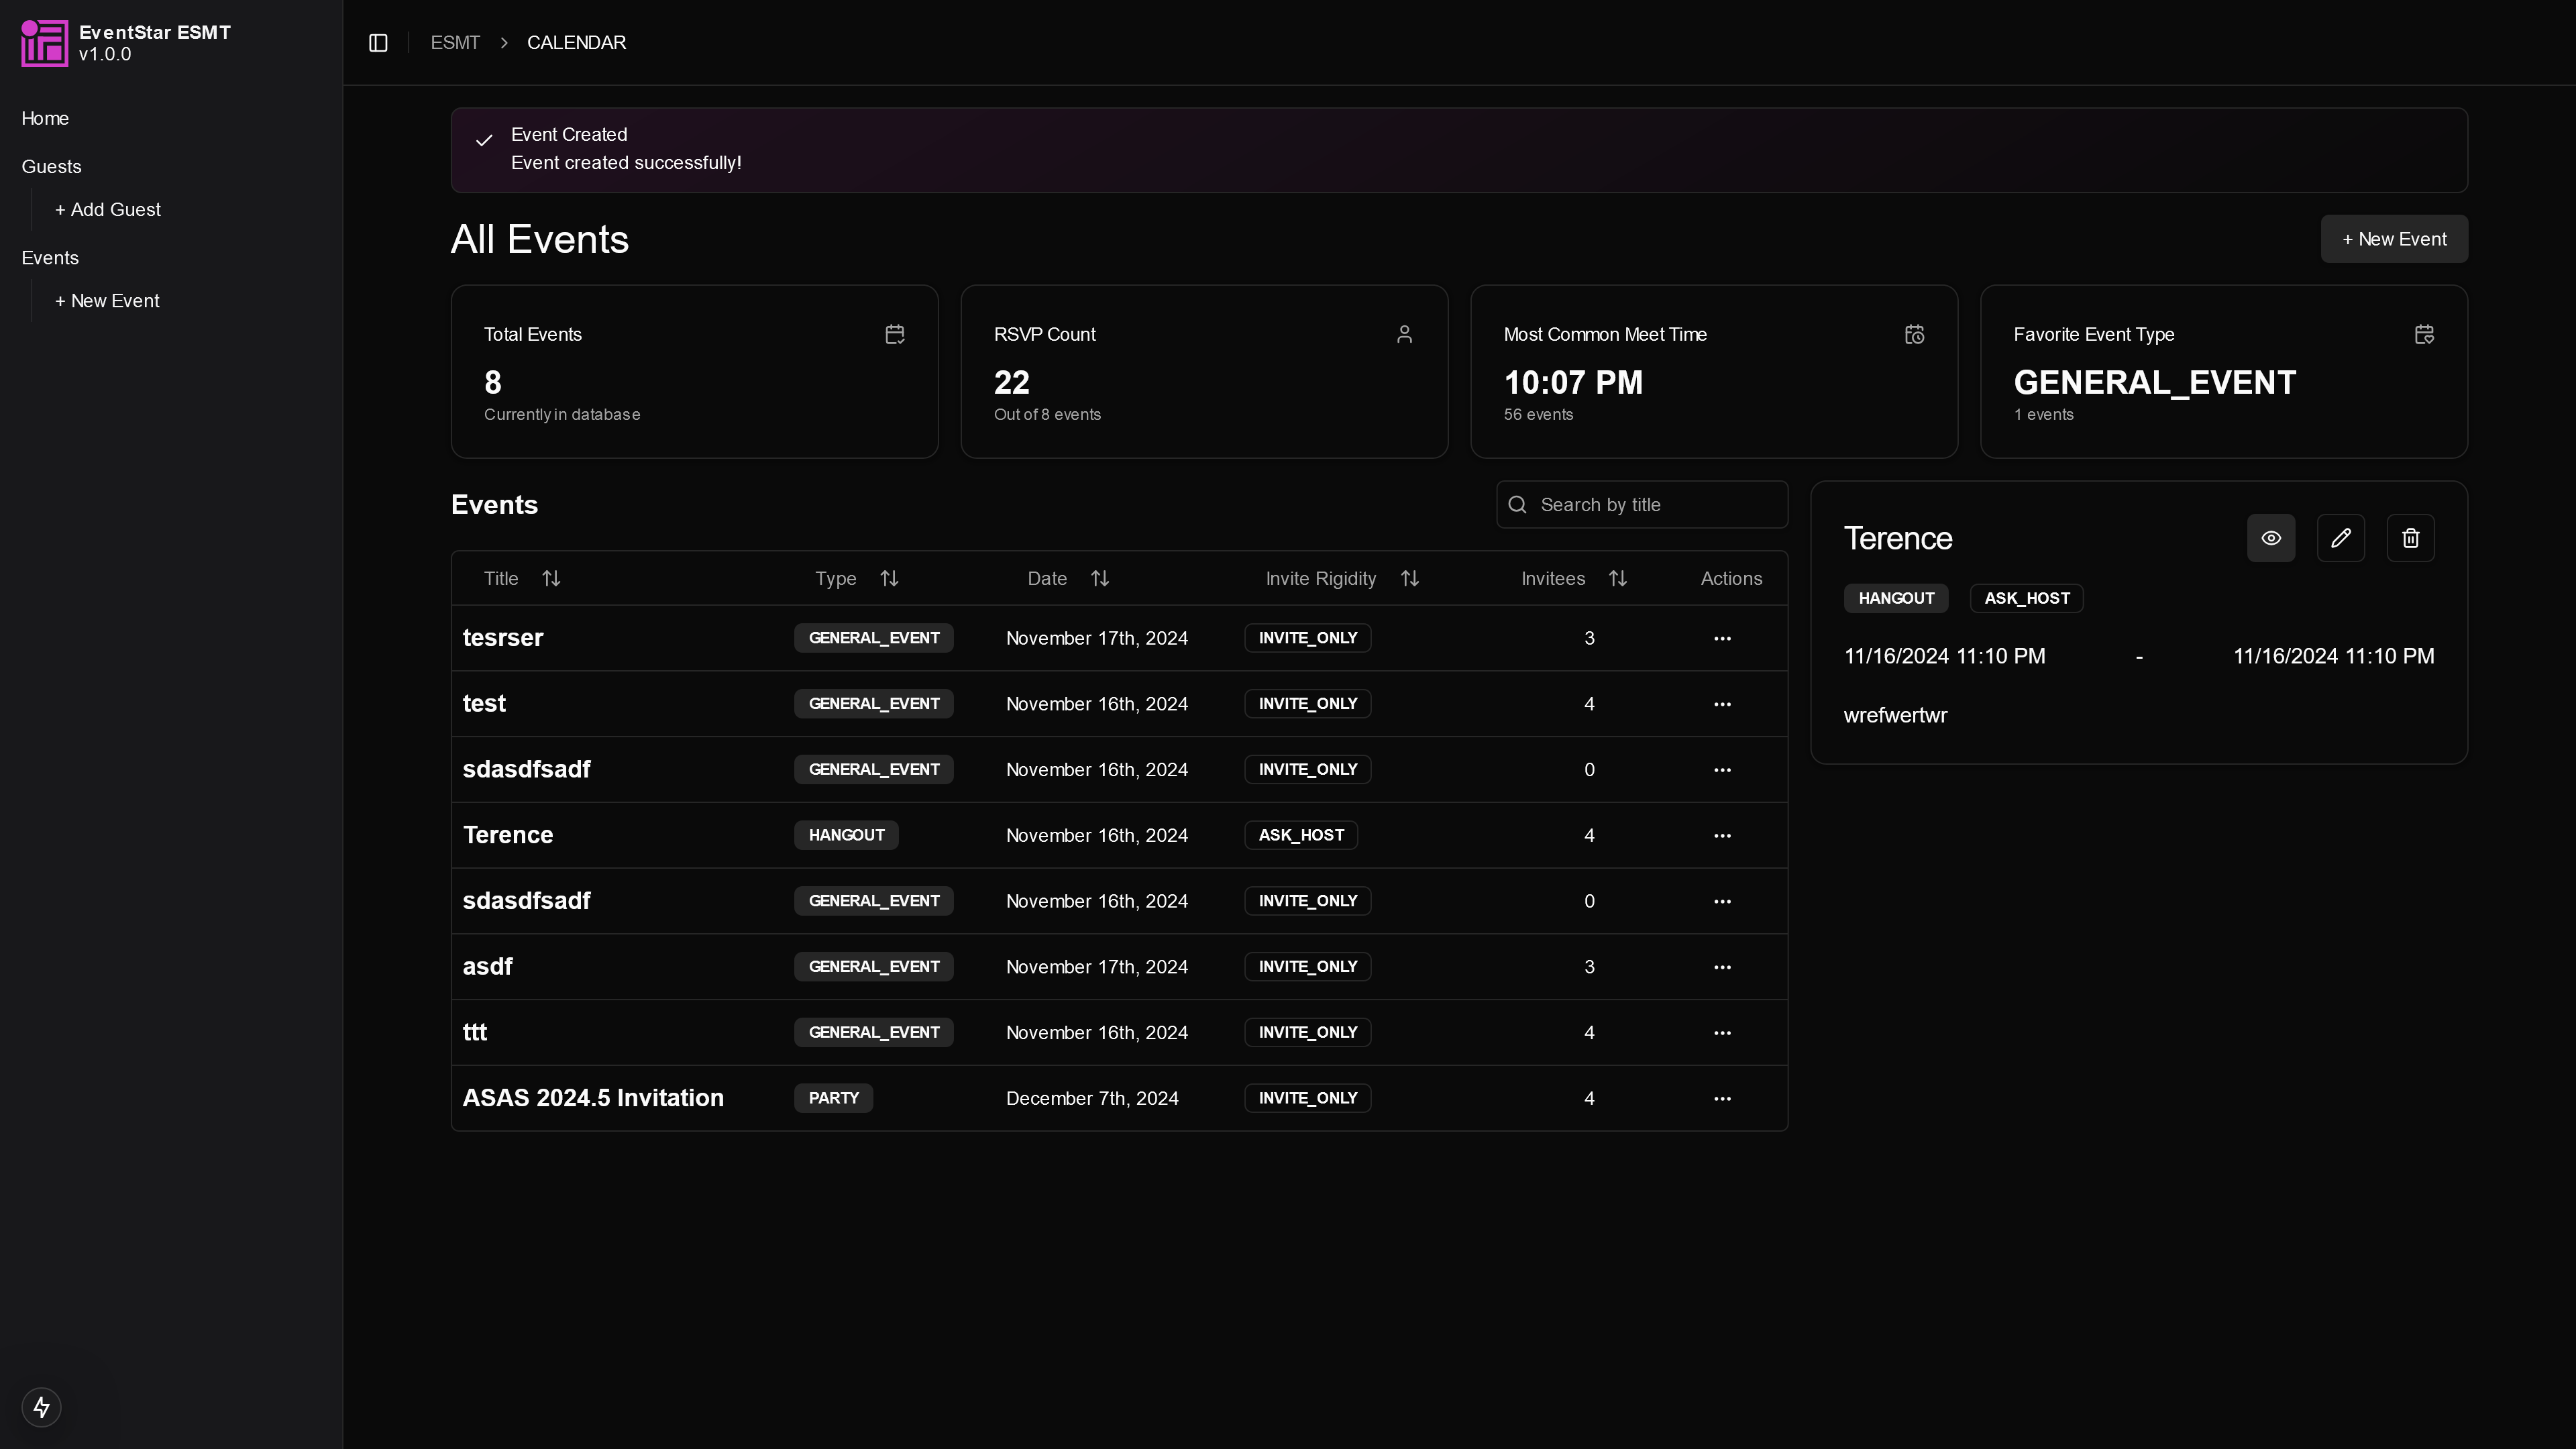 EventStar ESMT
v1.0.0
Home
Guests
+ Add Guest
Events
+ New Event
ESMT > CALENDAR
Event Created
Event created successfully!
All Events
+ New Event
Total Events
8
Currently in database
RSVP Count
22
Out of 8 events
Most Common Meet Time
10:07 PM
56 events
Favorite Event Type
GENERAL_EVENT
1 events
Events
Search by title
Title Type Date Invite Rigidity Invitees Actions
tesrser GENERAL_EVENT November 17th, 2024 INVITE_ONLY 3
test GENERAL_EVENT November 16th, 2024 INVITE_ONLY 4
sdasdfsadf GENERAL_EVENT November 16th, 2024 INVITE_ONLY 0
Terence HANGOUT November 16th, 2024 ASK_HOST 4
sdasdfsadf GENERAL_EVENT November 16th, 2024 INVITE_ONLY 0
asdf GENERAL_EVENT November 17th, 2024 INVITE_ONLY 3
ttt GENERAL_EVENT November 16th, 2024 INVITE_ONLY 4
ASAS 2024.5 Invitation PARTY December 7th, 2024 INVITE_ONLY 4
Terence
HANGOUT ASK_HOST
11/16/2024 11:10 PM - 11/16/2024 11:10 PM
wrefwertwr